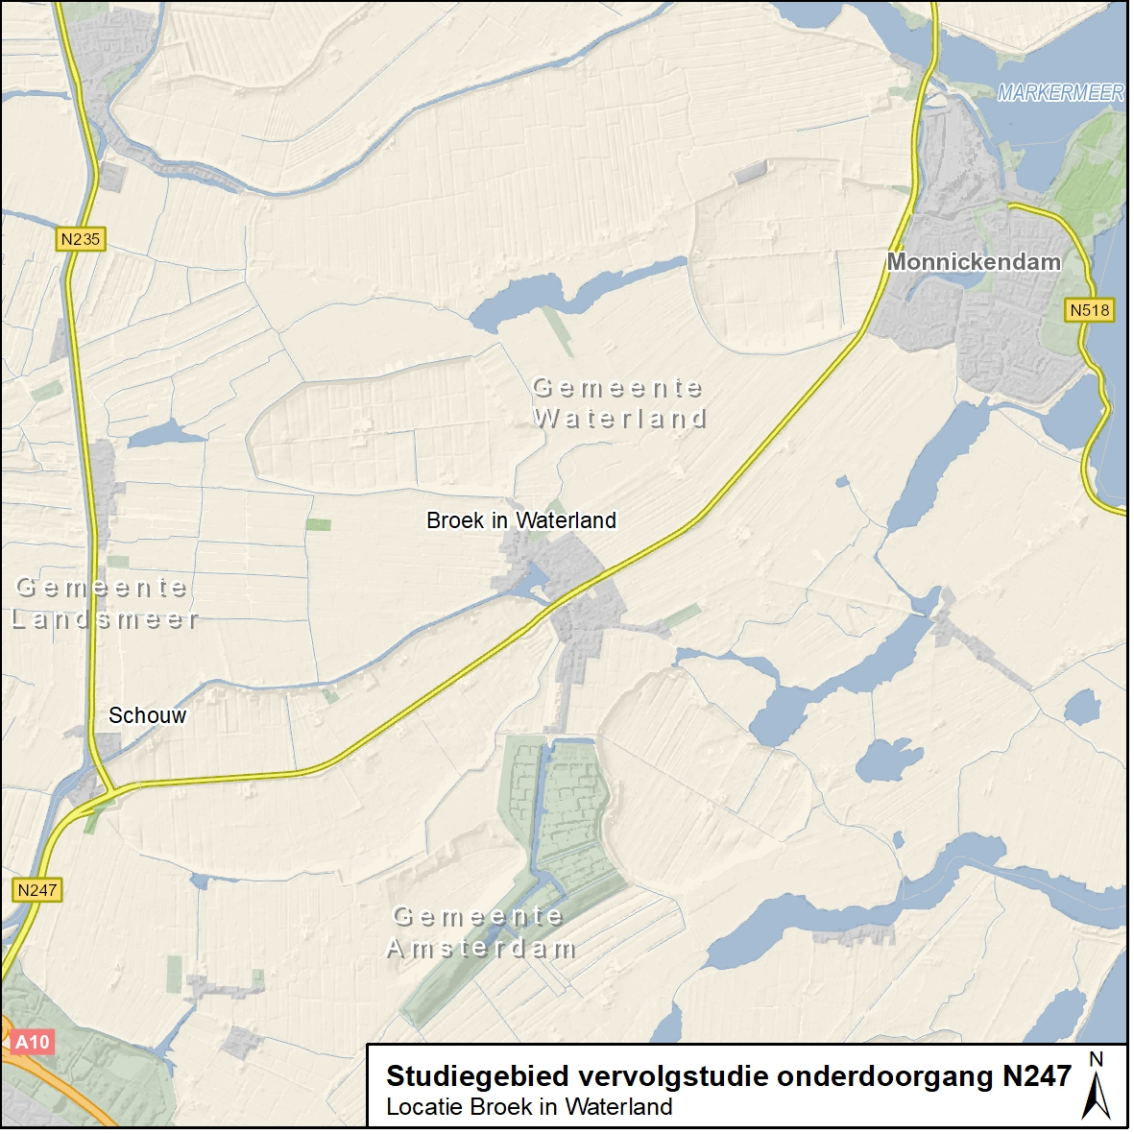 MARKERMEER
N235
Monnickendam
N518
Gemeente
Waterland
Broek in Waterland
Gemeente
Landsmeer
Schouw
N247
Gemeente
Amsterdam
A10
Studiegebied vervolgstudie onderdoorgang N247
Locatie Broek in Waterland
N